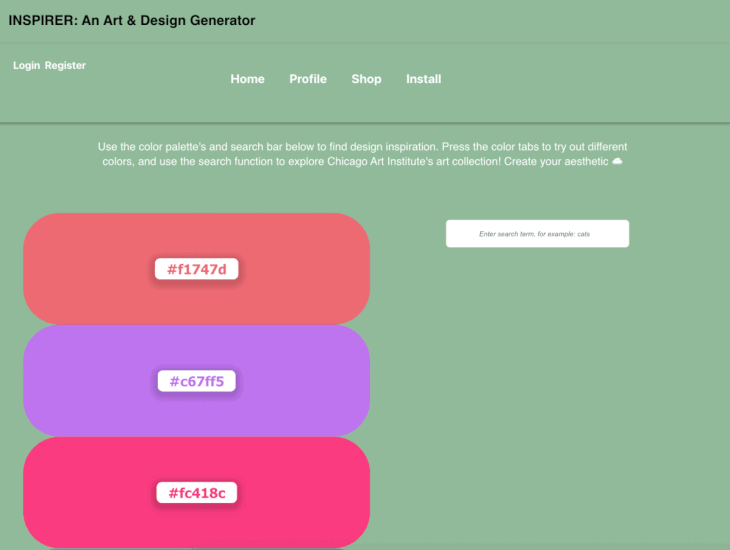 INSPIRER: An Art & Design Generator
Login Register
Home Profile Shop Install
Use the color palette's and search bar below to find design inspiration. Press the color tabs to try out different
colors, and use the search function to explore Chicago Art Institute's art collection! Create your aesthetic ☁
Enter search term, for example: cats
#f1747d
#c67ff5
#fc418c